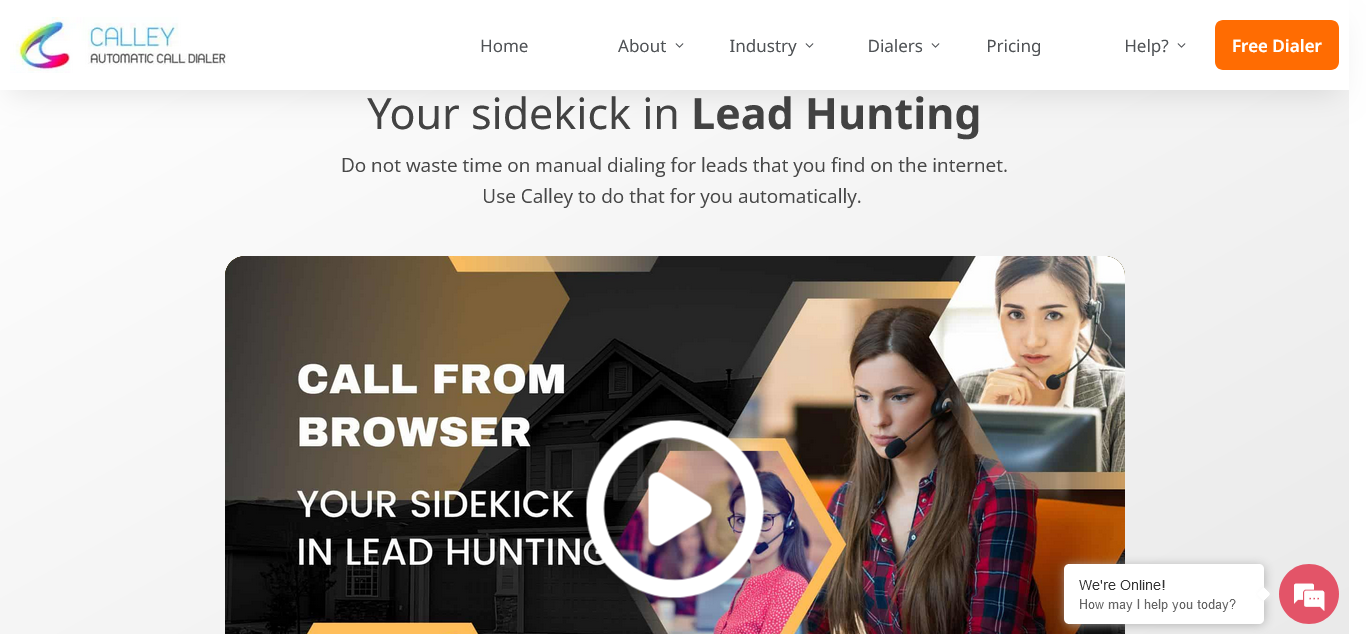 CALLEY
AUTOMATIC CALL DIALER
Home
About
Industry
Dialers
Pricing
Help?
Free Dialer
Your sidekick in Lead Hunting
Do not waste time on manual dialing for leads that you find on the internet.
Use Calley to do that for you automatically.
CALL FROM
BROWSER
YOUR SIDEKICK
IN LEAD HUNTING
We're Online!
How may I help you today?